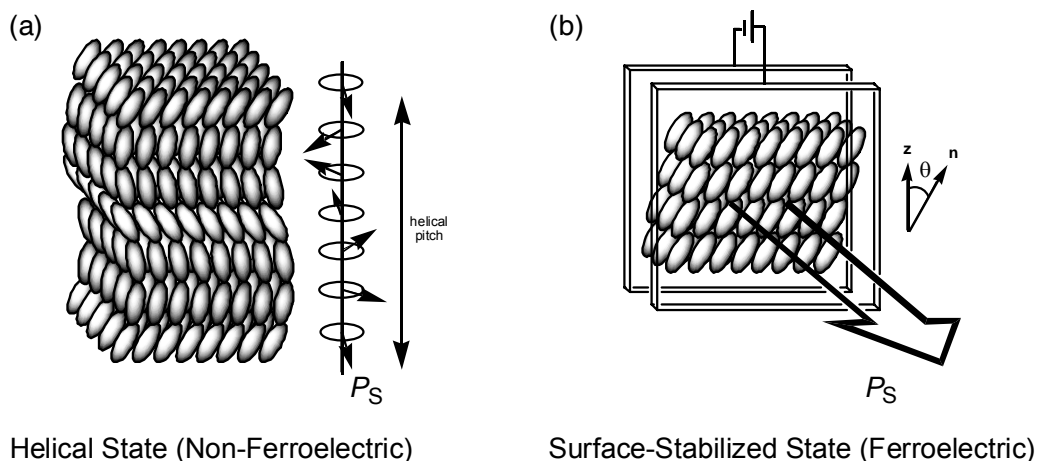 (a)
helical
pitch
PS
Helical State (Non-Ferroelectric)
(b)
z
θ
n
PS
Surface-Stabilized State (Ferroelectric)